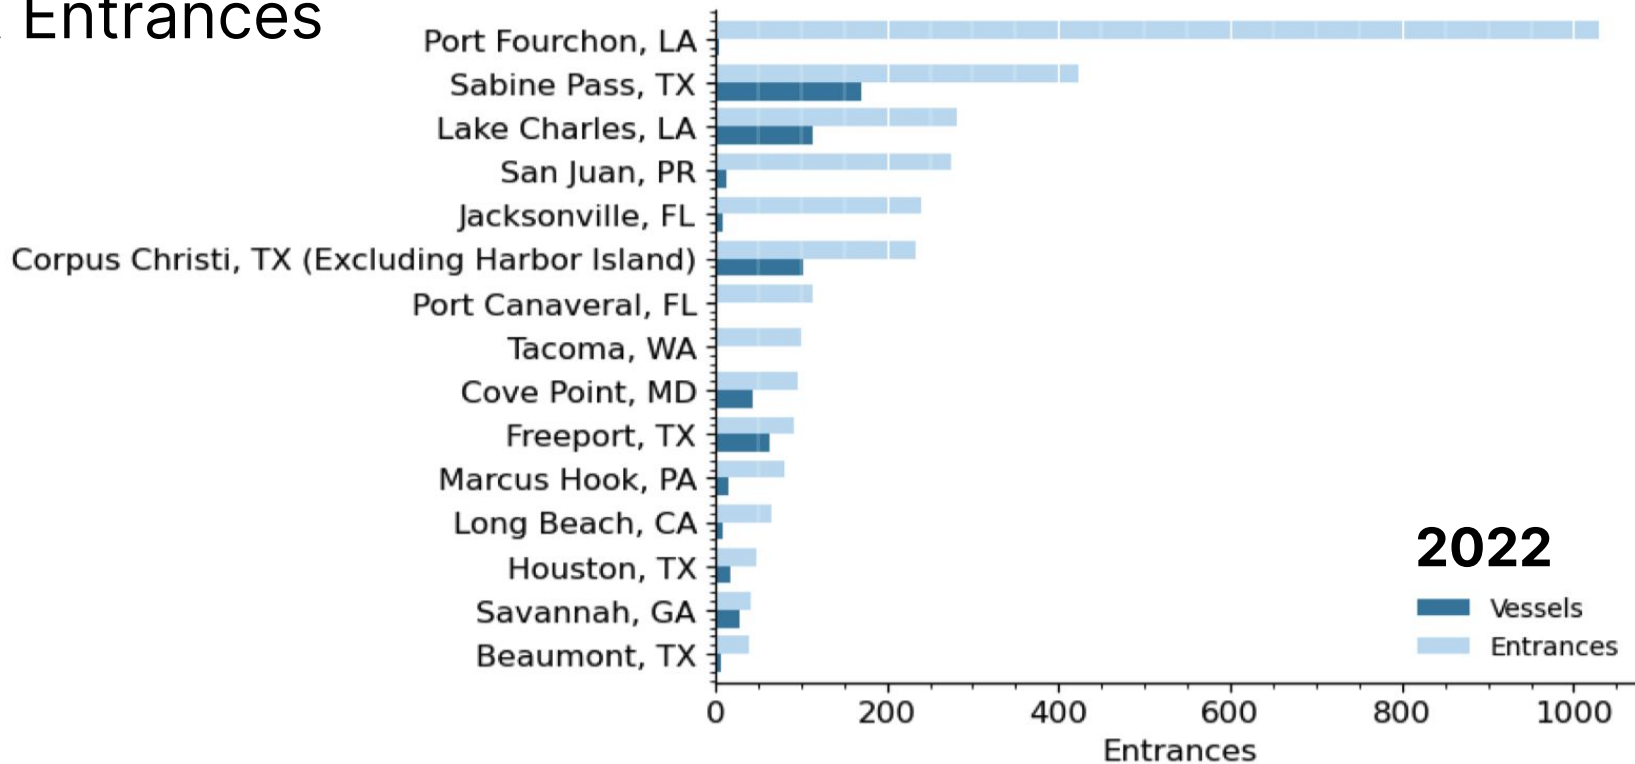 Entrances
Port Fourchon, LA
Sabine Pass, TX
Lake Charles, LA
San Juan, PR
Jacksonville, FL
Corpus Christi, TX (Excluding Harbor Island)
Port Canaveral, FL
Tacoma, WA
Cove Point, MD
Freeport, TX
Marcus Hook, PA
Long Beach, CA
Houston, TX
Savannah, GA
Beaumont, TX
2022
Vessels
Entrances
0 200 400 600 800 1000
Entrances